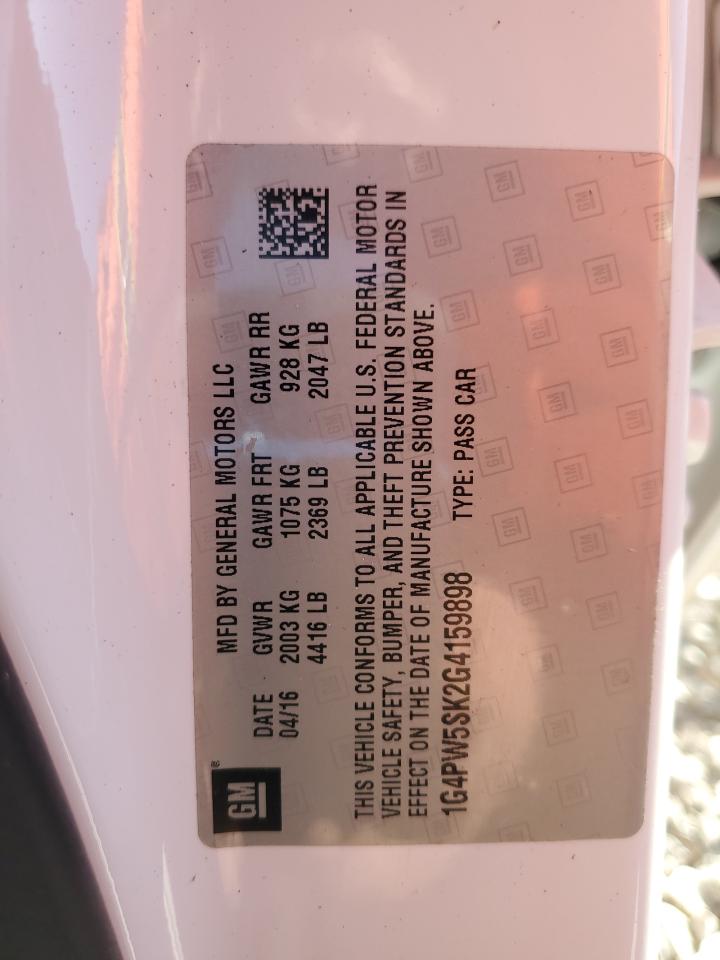 GM®
MFD BY GENERAL MOTORS LLC
DATE GVWR GAWR FRT GAWR RR
04/16 2003 KG 1075 KG 928 KG
4416 LB 2369 LB 2047 LB
THIS VEHICLE CONFORMS TO ALL APPLICABLE U.S. FEDERAL MOTOR
VEHICLE SAFETY, BUMPER, AND THEFT PREVENTION STANDARDS IN
EFFECT ON THE DATE OF MANUFACTURE SHOWN ABOVE.
1G4PW5SK2G4159898 TYPE: PASS CAR